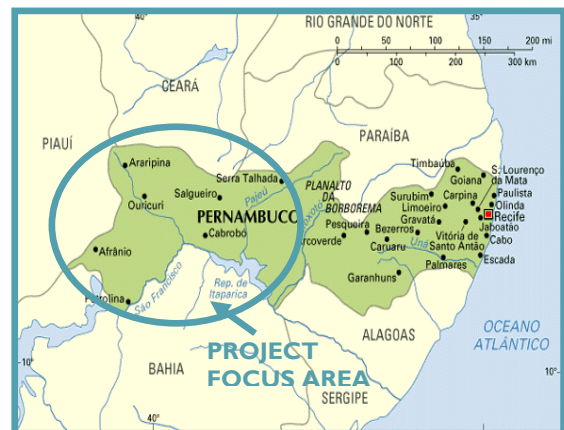 40°
35°
RIO GRANDE DO NORTE
0 50 100 150 200 mi
0 100 200 300 km
CEARÁ
PARAÍBA
PIAUÍ
Araripina
Serra Talhada
Timbaúba
Goiana
S. Lourenço
da Mata
Paulista
Olinda
Recife
Jaboatão
Cabo
Escada
Ouricuri
Salgueiro
Pajeú
PLANALTO
DA
BORBOREMA
Surubim
Carpina
Limoeiro
Gravatá
PERNAMBUCO
Moxotó
Pesqueira
Bezerros
Vitória de
Santo Antão
Cabrobó
Arcoverde
Caruaru
Una
Palmares
Afrânio
Garanhuns
Petrolina
São Francisco
Rep. de
Itaparica
ALAGOAS
OCEANO
ATLÂNTICO
PROJECT
FOCUS AREA
BAHIA
SERGIPE
10°
10°
40°